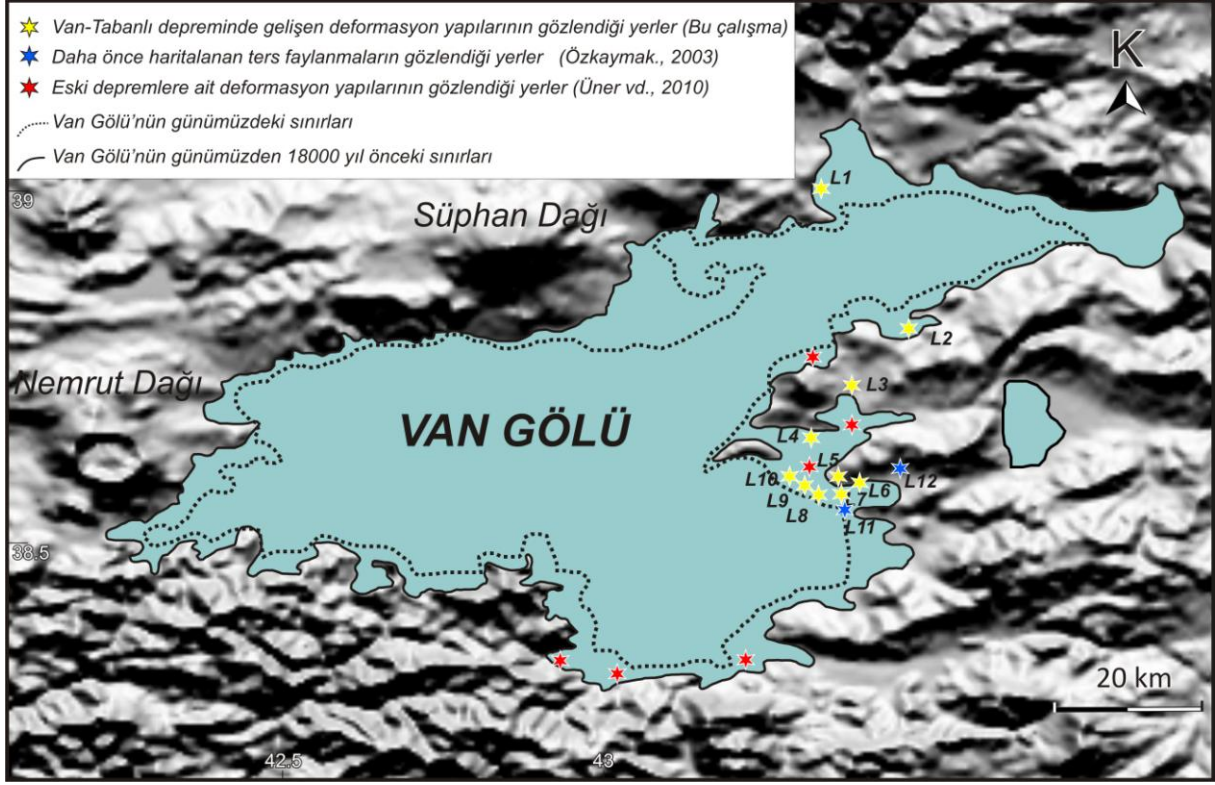 Van-Tabanlı depreminde gelişen deformasyon yapılarının gözlendiği yerler (Bu çalışma)
Daha önce haritalanan ters faylanmaların gözlendiği yerler (Özkaymak., 2003)
Eski depremlere ait deformasyon yapılarının gözlendiği yerler (Üner vd., 2010)
Van Gölü'nün günümüzdeki sınırları
Van Gölü'nün günümüzden 18000 yıl önceki sınırları
K
L1
39
Süphan Dağı
L2
Nemrut Dağı
L3
VAN GÖLÜ
L4
L5
L10
L6
L12
L9
L7
L8
L11
38.5
20 km
42.5
43